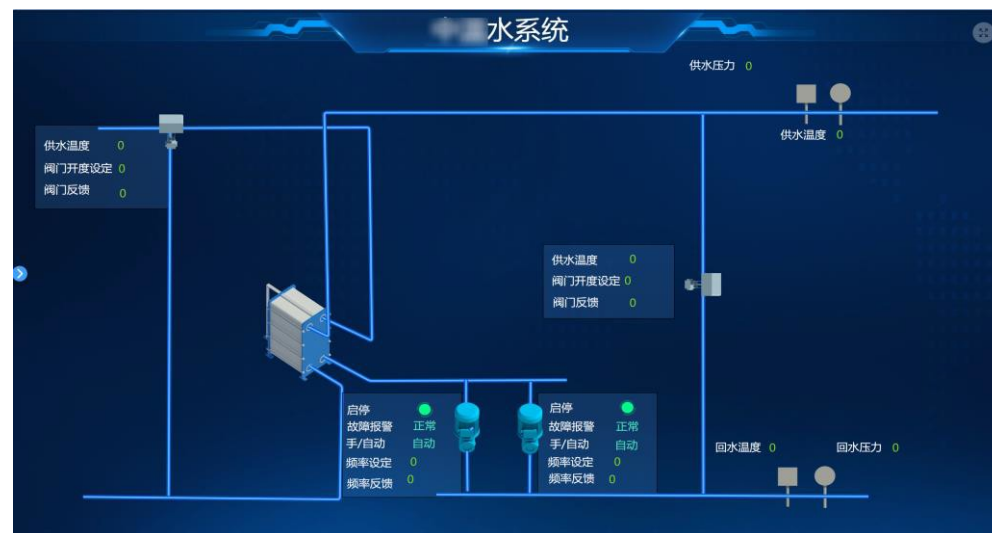 水系统
供水压力 0
供水温度 0
供水温度 0
阀门开度设定 0
阀门反馈 0
供水温度 0
阀门开度设定 0
阀门反馈 0
启停
故障报警 正常
手/自动 自动
频率设定 0
频率反馈 0
启停
故障报警 正常
手/自动 自动
频率设定 0
频率反馈 0
回水温度 0
回水压力 0